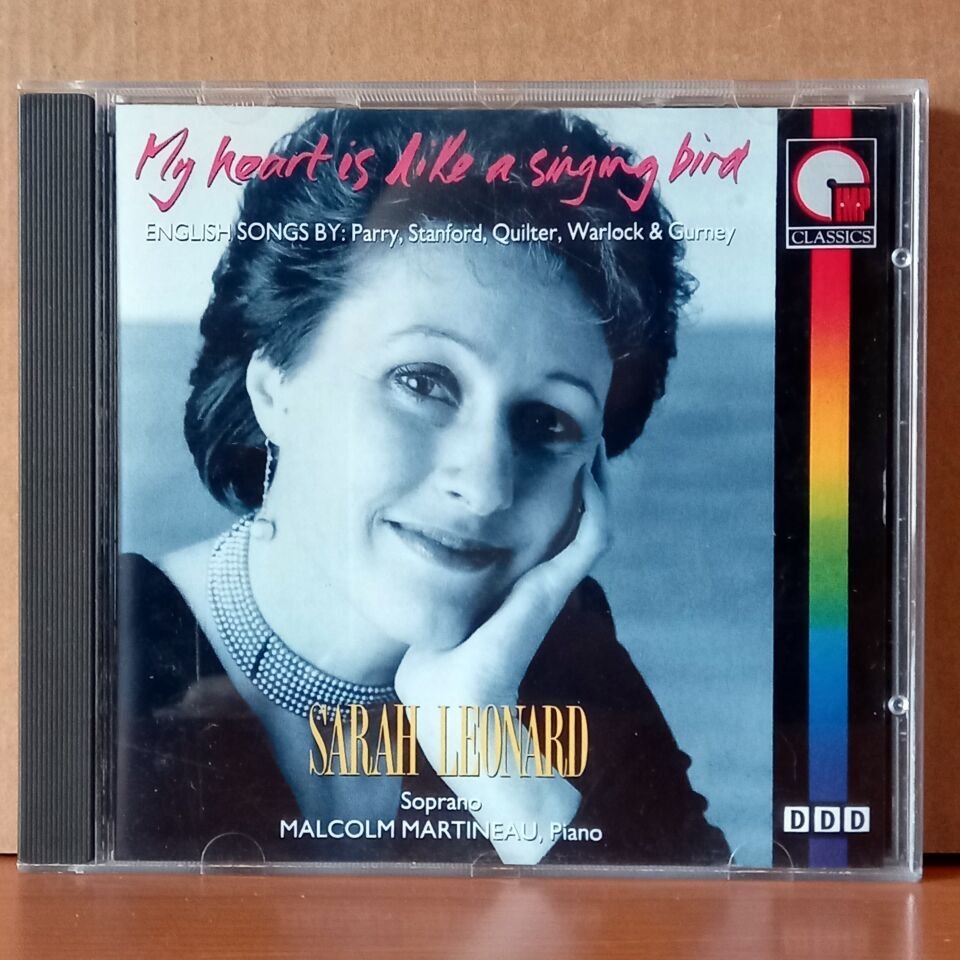 My heart is like a singing bird
ENGLISH SONGS BY: Parry, Stanford, Quilter, Warlock & Gurney
IMP
CLASSICS
SARAH LEONARD
Soprano
MALCOLM MARTINEAU, Piano
DDD